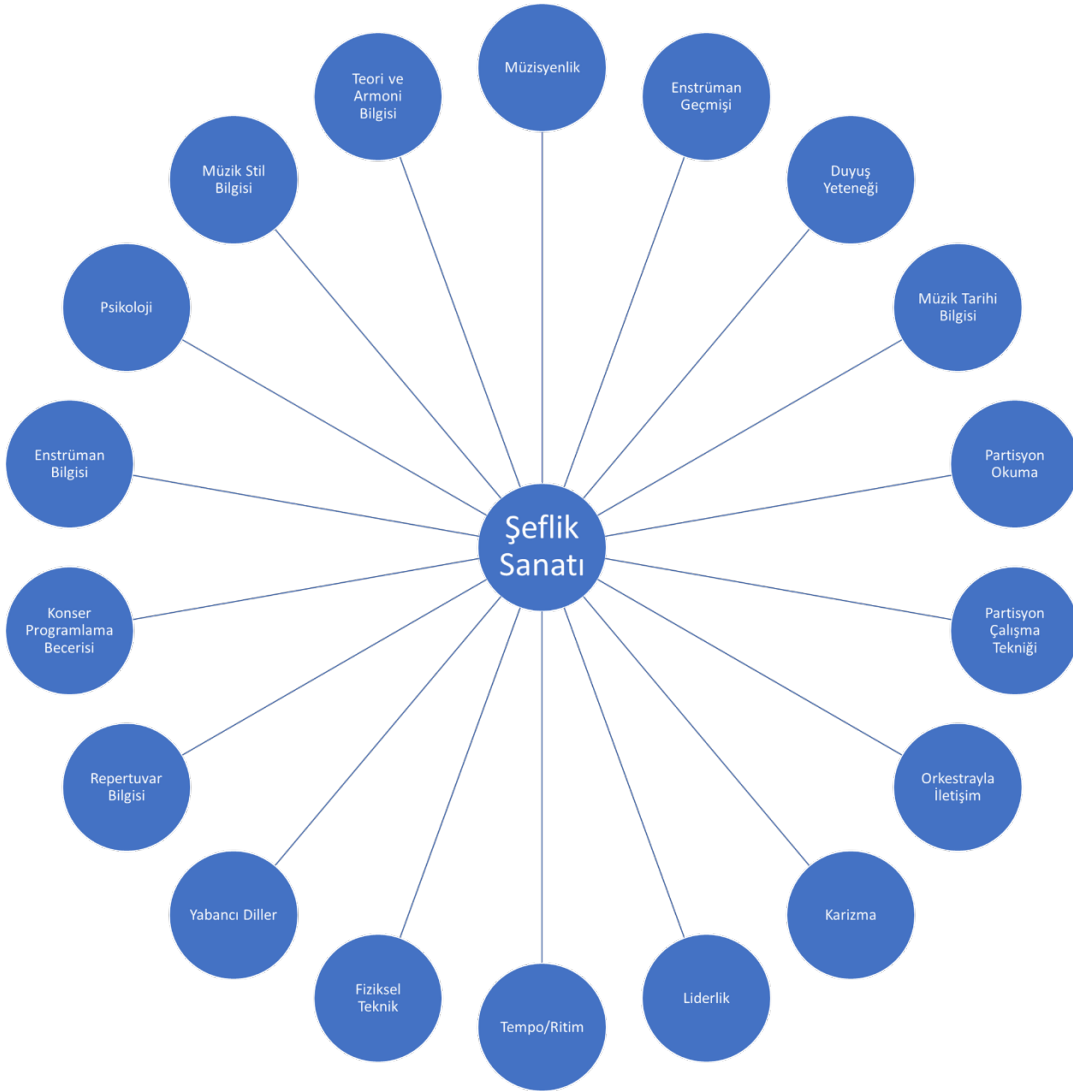 Müzisyenlik
Enstrüman
Geçmişi
Duyuş
Yeteneği
Müzik Tarihi
Bilgisi
Partisyon
Okuma
Partisyon
Çalışma
Tekniği
Orkestrayla
İletişim
Karizma
Liderlik
Tempo/Ritim
Fiziksel
Teknik
Yabancı Diller
Repertuvar
Bilgisi
Konser
Programlama
Becerisi
Enstrüman
Bilgisi
Psikoloji
Müzik Stil
Bilgisi
Teori ve
Armoni
Bilgisi
Şeflik
Sanatı